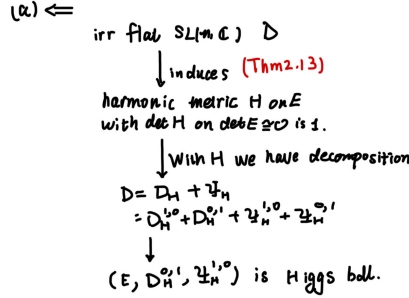 (a) ⇐
irr flat SL(n, ℂ) D
↓ induces (Thm2.13)
harmonic metric H on E
with det H on det E ≅ O is 1.
↓ With H we have decomposition
D = D_H + Ψ_H
= D_H^{1,0} + D_H^{0,1} + Ψ_H^{1,0} + Ψ_H^{0,1}
↓
(E, D_H^{0,1}, Ψ_H^{1,0}) is Higgs bdl.